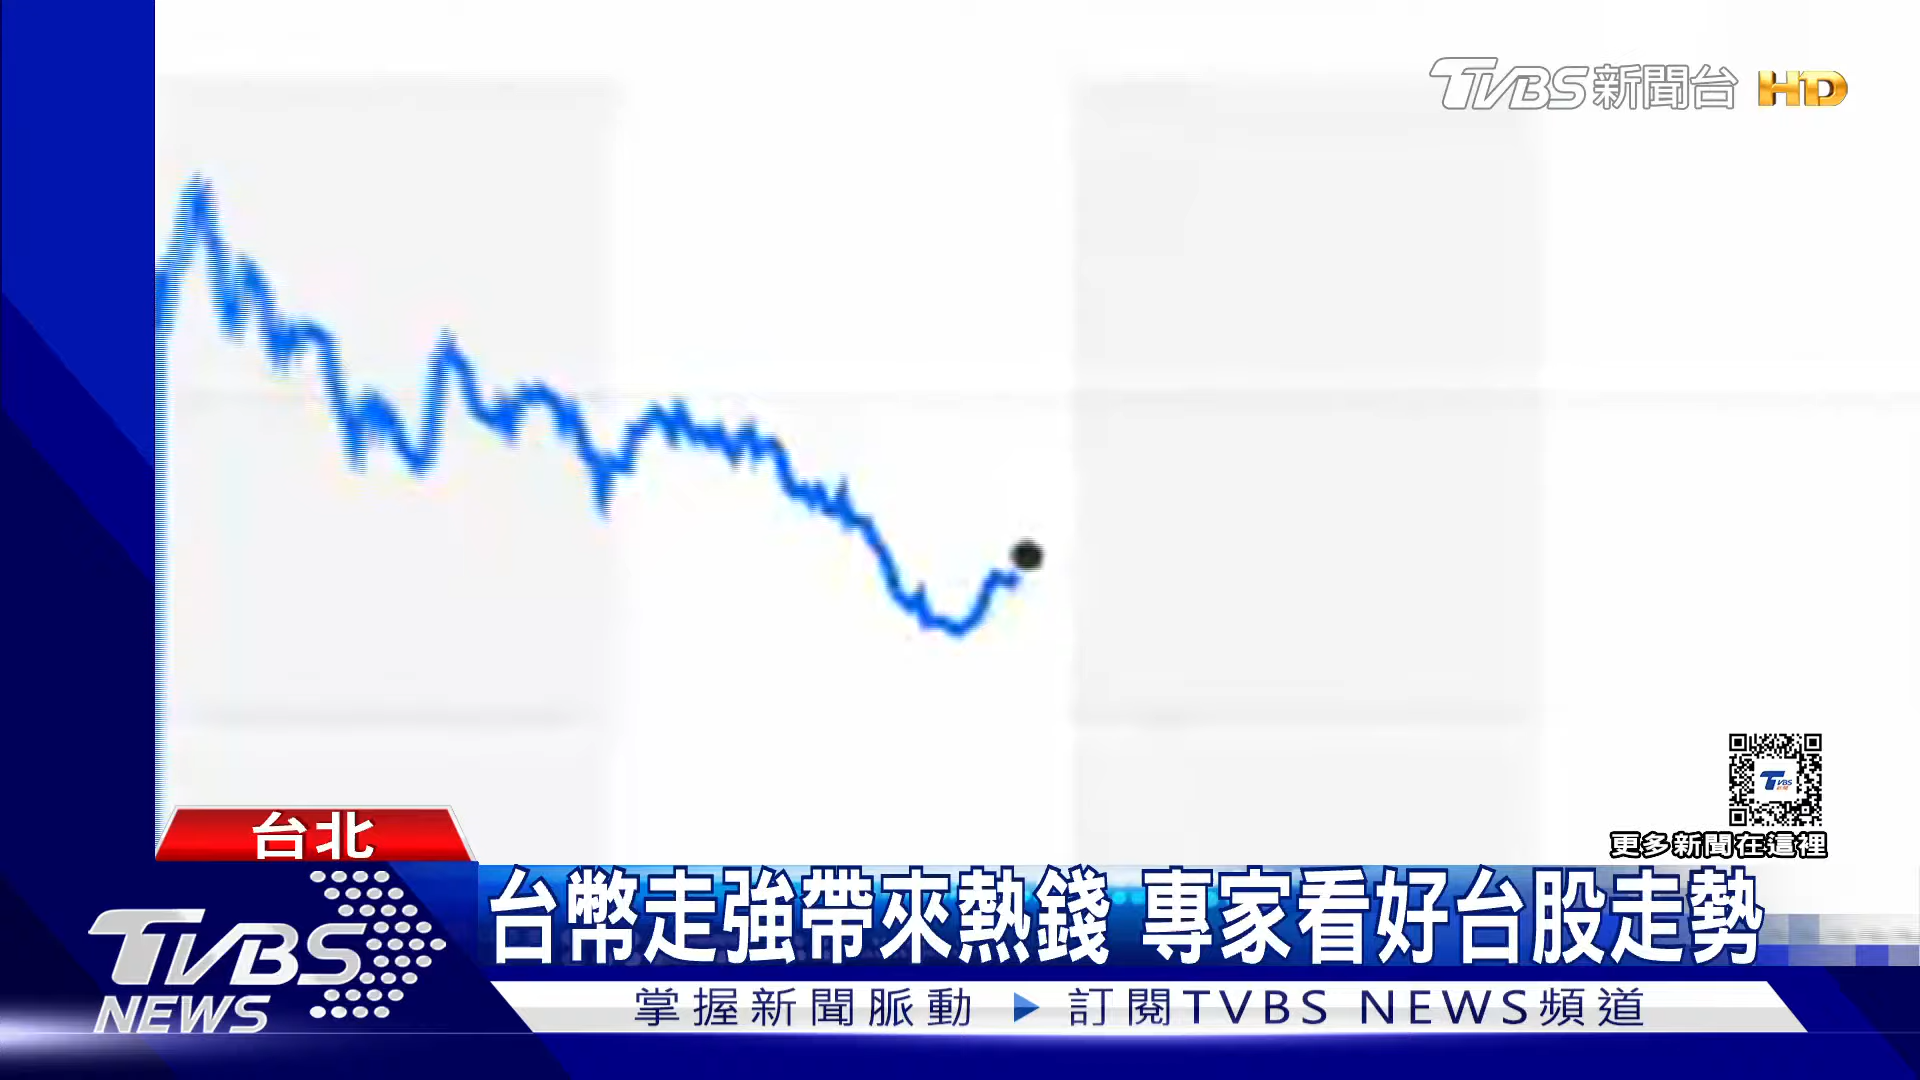 TVBS新聞台 HD
TVBS
更多新聞在這裡
台北
台幣走強帶來熱錢 專家看好台股走勢
TVBS NEWS
掌握新聞脈動 ▶ 訂閱TVBS NEWS頻道